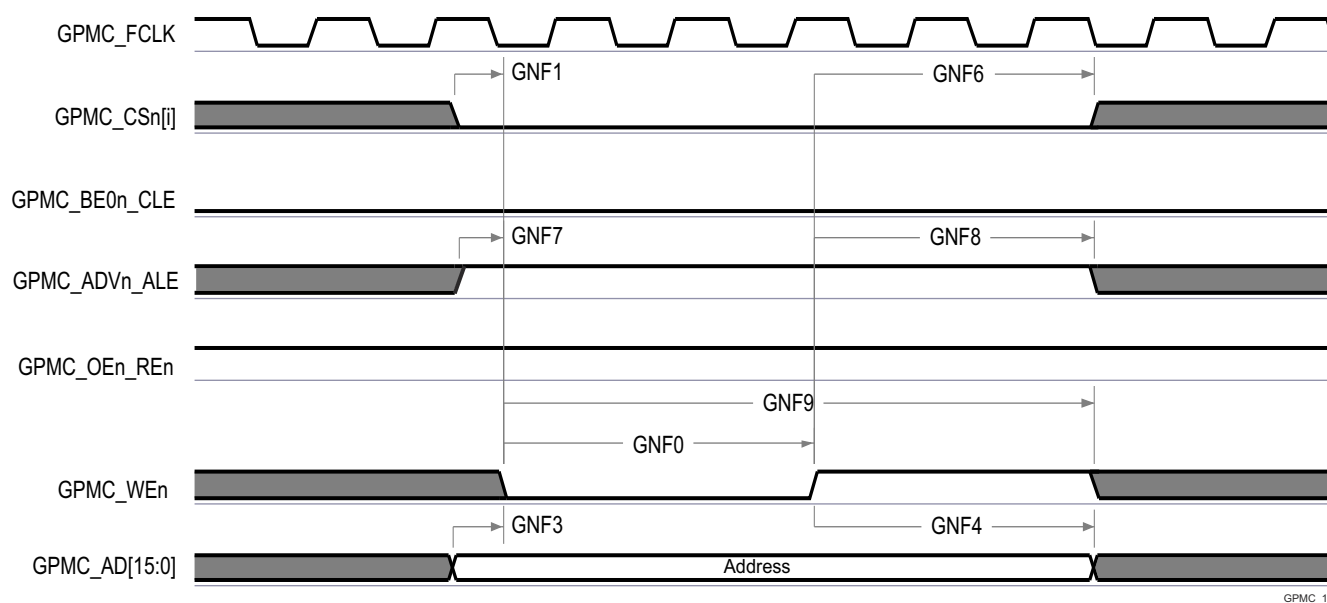 GPMC_FCLK
GNF1
GNF6
GPMC_CSn[i]
GPMC_BE0n_CLE
GNF7
GNF8
GPMC_ADVn_ALE
GPMC_OEn_REn
GNF9
GNF0
GPMC_WEn
GNF3
GNF4
GPMC_AD[15:0]
Address
GPMC_1